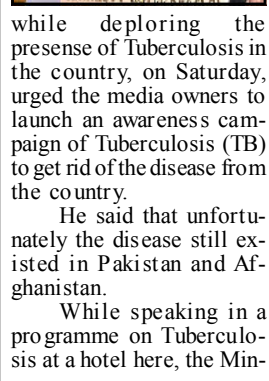 while deploring the
presense of Tuberculosis in
the country, on Saturday,
urged the media owners to
launch an awareness cam-
paign of Tuberculosis (TB)
to get rid of the disease from
the country.
He said that unfortu-
nately the disease still ex-
isted in Pakistan and Af-
ghanistan.
While speaking in a
programme on Tuberculo-
sis at a hotel here, the Min-